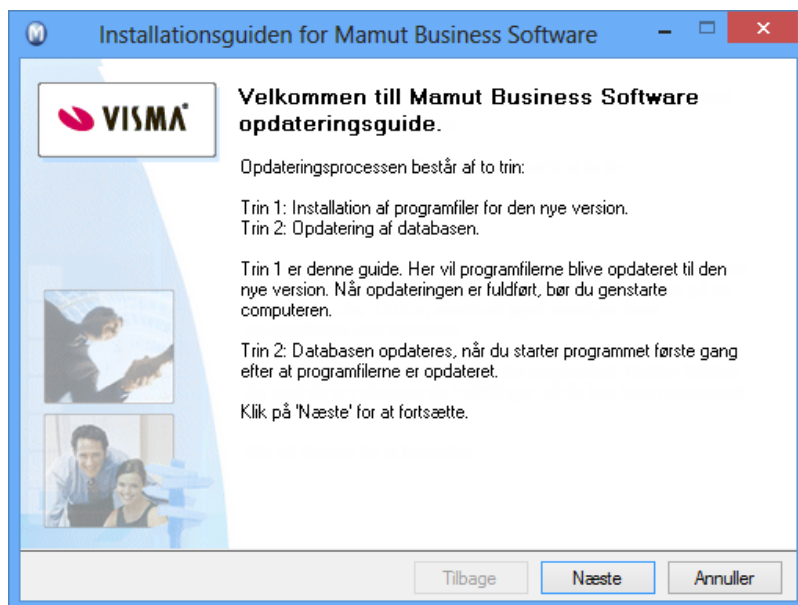 Installationsguiden for Mamut Business Software
VISMA
Velkommen till Mamut Business Software
opdateringsguide.
Opdateringsprocessen består af to trin:
Trin 1: Installation af programfiler for den nye version.
Trin 2: Opdatering af databasen.
Trin 1 er denne guide. Her vil programfilerne blive opdateret til den
nye version. Når opdateringen er fuldført, bør du genstarte
computeren.
Trin 2: Databasen opdateres, når du starter programmet første gang
efter at programfilerne er opdateret.
Klik på 'Næste' for at fortsætte.
Tilbage
Næste
Annuller